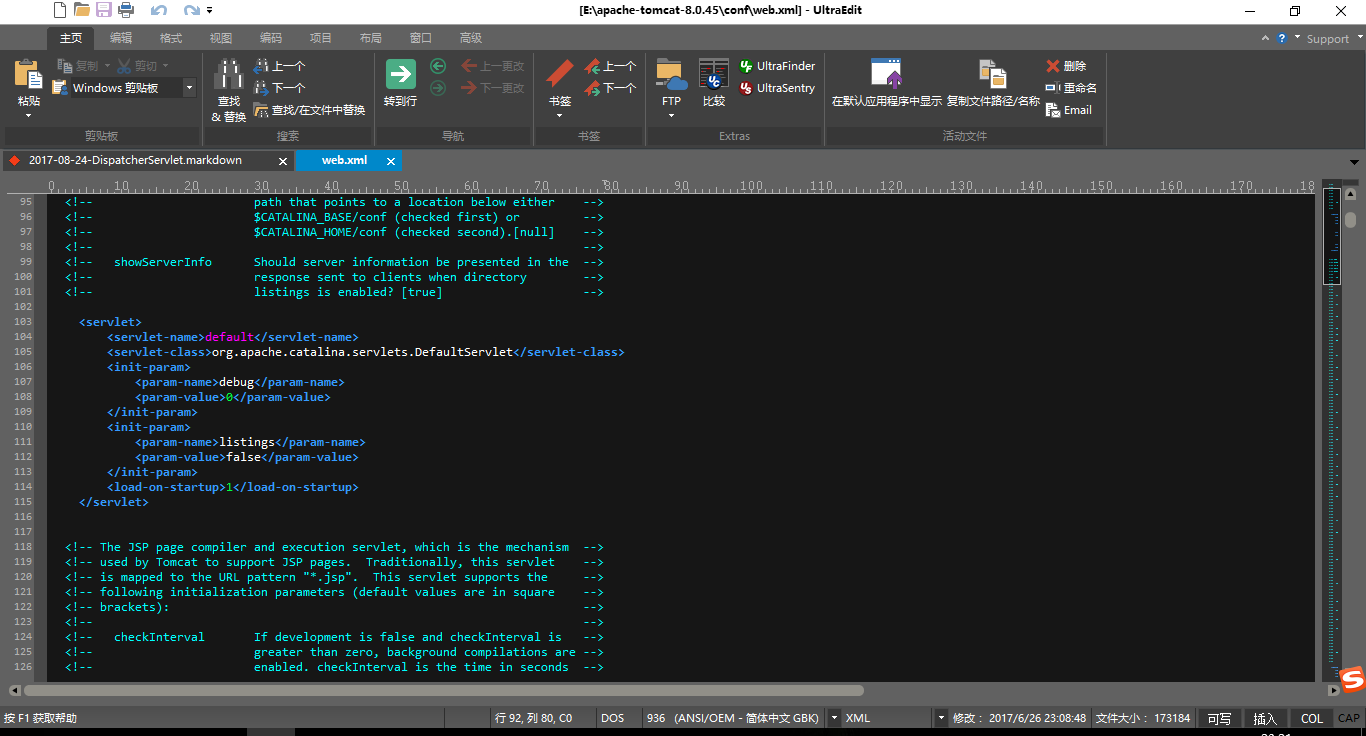 [E:\apache-tomcat-8.0.45\conf\web.xml] - UltraEdit
主页 编辑 格式 视图 编码 项目 布局 窗口 高级 Support
粘贴 复制 剪切 Windows 剪贴板 剪贴板
查找 & 替换 上一个 下一个 查找/在文件中替换 搜索
转到行 上一更改 下一更改 导航
书签 上一个 下一个 书签
FTP 比较 UltraFinder UltraSentry Extras
在默认应用程序中显示 复制文件路径/名称 删除 重命名 Email 活动文件
2017-08-24-DispatcherServlet.markdown web.xml
0 10 20 30 40 50 60 70 80 90 100 110 120 130 140 150 160 170 18
95 <!-- path that points to a location below either -->
96 <!-- $CATALINA_BASE/conf (checked first) or -->
97 <!-- $CATALINA_HOME/conf (checked second).[null] -->
98 <!-- -->
99 <!-- showServerInfo Should server information be presented in the -->
100 <!-- response sent to clients when directory -->
101 <!-- listings is enabled? [true] -->
102
103 <servlet>
104 <servlet-name>default</servlet-name>
105 <servlet-class>org.apache.catalina.servlets.DefaultServlet</servlet-class>
106 <init-param>
107 <param-name>debug</param-name>
108 <param-value>0</param-value>
109 </init-param>
110 <init-param>
111 <param-name>listings</param-name>
112 <param-value>false</param-value>
113 </init-param>
114 <load-on-startup>1</load-on-startup>
115 </servlet>
116
117
118 <!-- The JSP page compiler and execution servlet, which is the mechanism -->
119 <!-- used by Tomcat to support JSP pages. Traditionally, this servlet -->
120 <!-- is mapped to the URL pattern "*.jsp". This servlet supports the -->
121 <!-- following initialization parameters (default values are in square -->
122 <!-- brackets): -->
123 <!-- -->
124 <!-- checkInterval If development is false and checkInterval is -->
125 <!-- greater than zero, background compilations are -->
126 <!-- enabled. checkInterval is the time in seconds -->
按 F1 获取帮助 行 92, 列 80, C0 DOS 936 (ANSI/OEM - 简体中文 GBK) XML 修改: 2017/6/26 23:08:48 文件大小: 173184 可写 插入 COL CAP